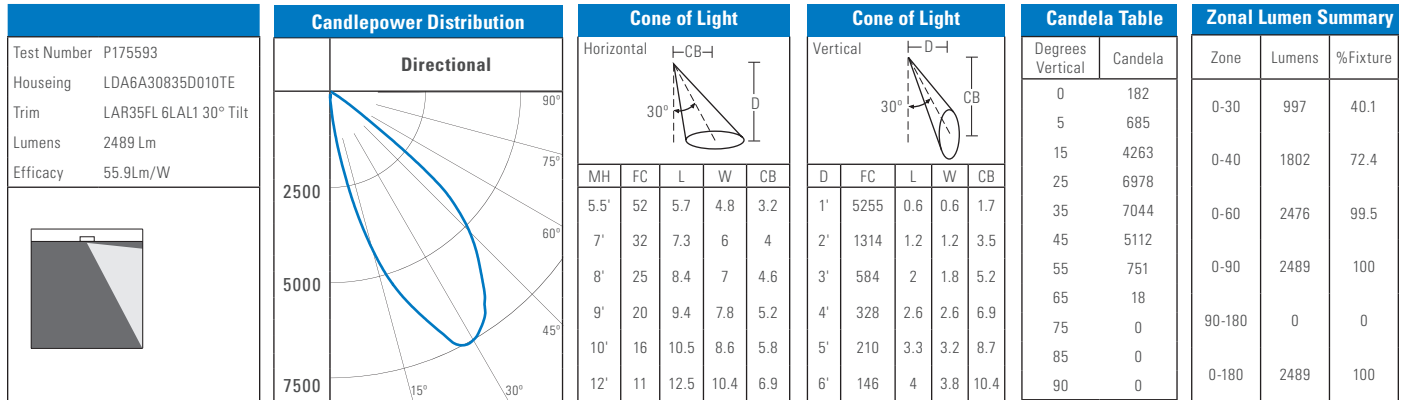 Test Number P175593
Houseing LDA6A30835D010TE
Trim LAR35FL 6LAL1 30° Tilt
Lumens 2489 Lm
Efficacy 55.9Lm/W
Candlepower Distribution
Directional
90°
75°
2500
60°
5000
45°
7500
15°
30°
Cone of Light
Horizontal
CB
30°
D
MH FC L W CB
5.5' 52 5.7 4.8 3.2
7' 32 7.3 6 4
8' 25 8.4 7 4.6
9' 20 9.4 7.8 5.2
10' 16 10.5 8.6 5.8
12' 11 12.5 10.4 6.9
Cone of Light
Vertical
D
30°
CB
D FC L W CB
1' 5255 0.6 0.6 1.7
2' 1314 1.2 1.2 3.5
3' 584 2 1.8 5.2
4' 328 2.6 2.6 6.9
5' 210 3.3 3.2 8.7
6' 146 4 3.8 10.4
Candela Table
Degrees
Vertical
Candela
0 182
5 685
15 4263
25 6978
35 7044
45 5112
55 751
65 18
75 0
85 0
90 0
Zonal Lumen Summary
Zone Lumens %Fixture
0-30 997 40.1
0-40 1802 72.4
0-60 2476 99.5
0-90 2489 100
90-180 0 0
0-180 2489 100